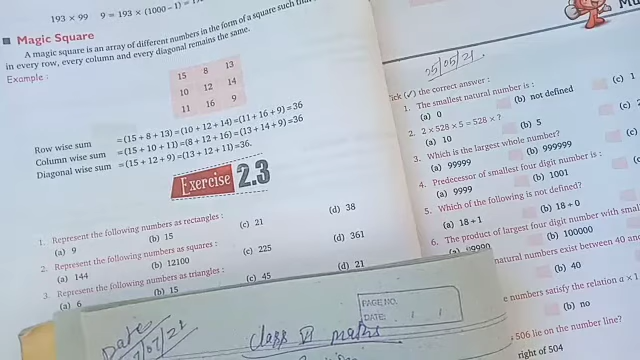 193 × 99 9 = 193 × (1000 – 1) =
Magic Square
A magic square is an array of different numbers in the form of a square such
in every row, every column and every diagonal remains the same.
Example :
15 8 13
10 12 14
11 16 9
Row wise sum = (15 + 8 + 13) = (10 + 12 + 14) = (11 + 16 + 9) = 36
Column wise sum = (15 + 10 + 11) = (8 + 12 + 16) = (13 + 14 + 9) = 36
Diagonal wise sum = (15 + 12 + 9) = (13 + 12 + 11) = 36.
Exercise 2.3
1. Represent the following numbers as rectangles :
(a) 9 (b) 15 (c) 21 (d) 38
2. Represent the following numbers as squares :
(a) 144 (b) 12100 (c) 225 (d) 361
3. Represent the following numbers as triangles :
(a) 6 (b) 15 (c) 45 (d) 21
PAGE NO.
DATE: / /
Date
Class VI maths
05/05/21
the correct answer :
1. The smallest natural number is :
(a) 0 (b) not defined (c) 1
2. 2 × 528 × 5 = 528 × ?
(a) 10 (b) 5 (c)
3. Which is the largest whole number?
(a) 99999 (b) 999999 (c)
4. Predecessor of smallest four digit number is :
(a) 9999 (b) 1001 (c)
5. Which of the following is not defined?
(a) 18 ÷ 1 (b) 18 ÷ 0
6. The product of largest four digit number with
(b) 100000
natural numbers exist between 40 and
(b) 40
numbers satisfy the relation a × 1
(b) no
506 lie on the number line?
right of 504